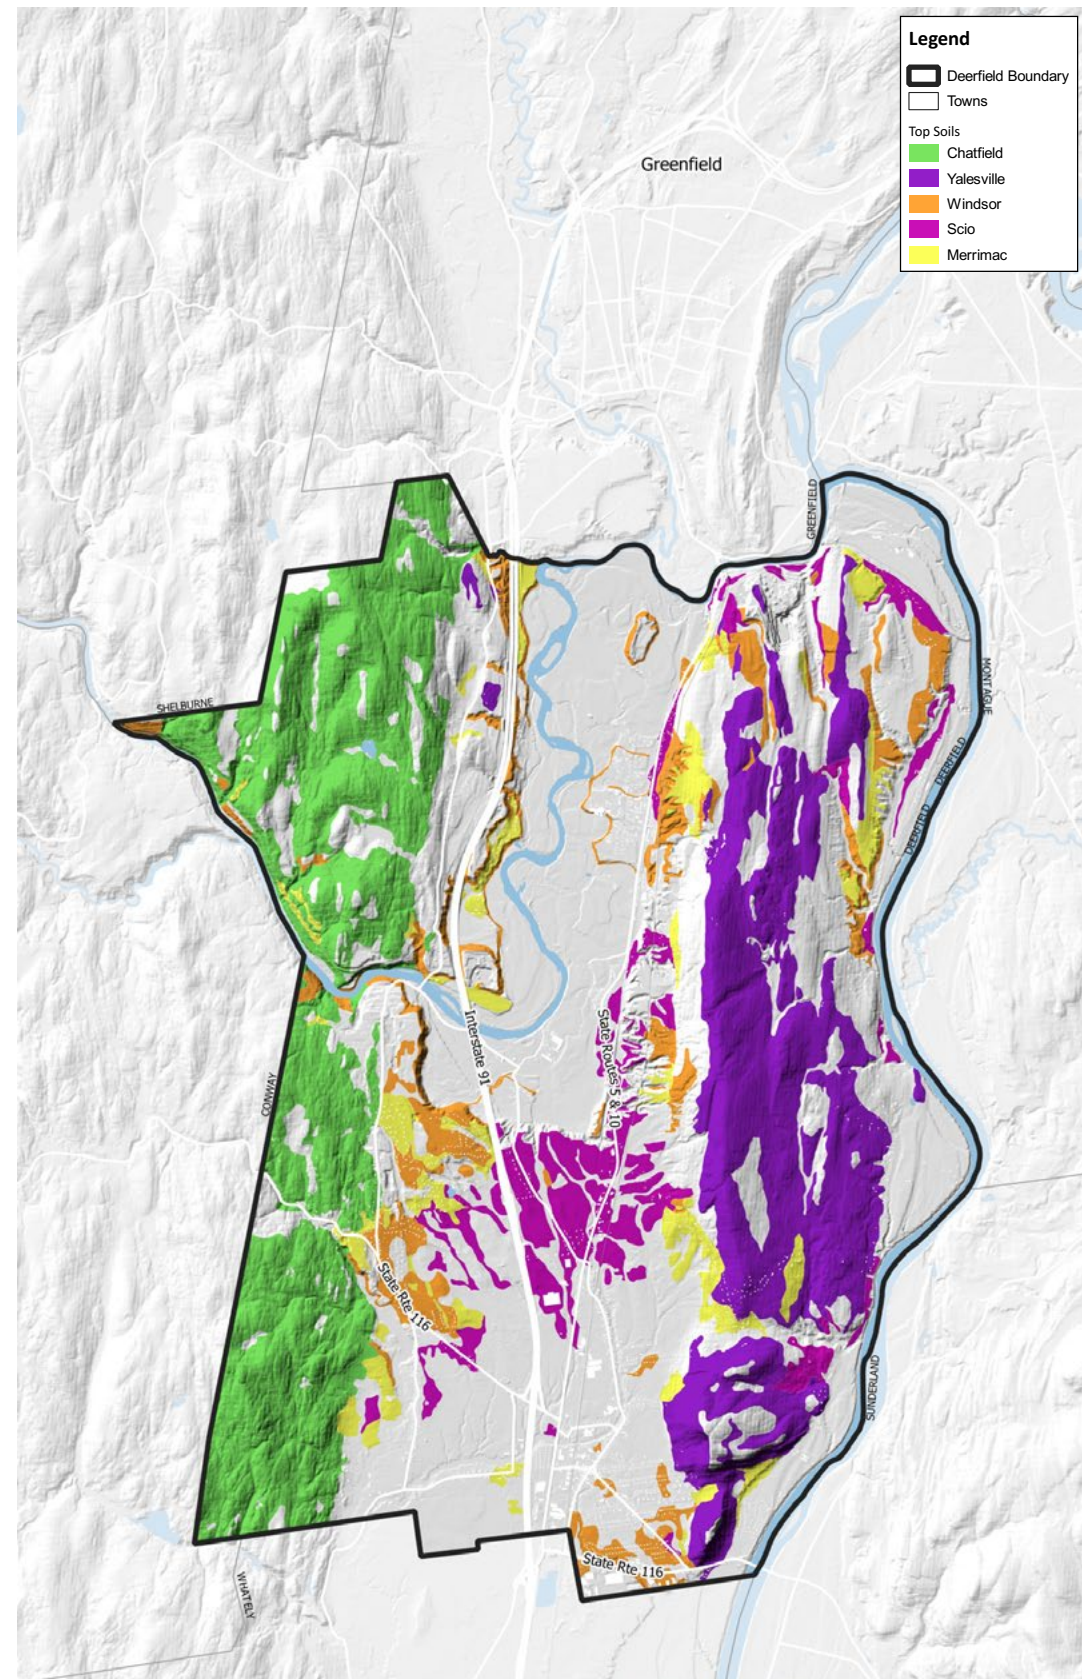 Legend
Deerfield Boundary
Towns
Top Soils
Chatfield
Yalesville
Windsor
Scio
Merrimac
Greenfield
GREENFIELD
MONTAGUE
SHELBURNE
DEERFIELD
DEERFIELD
Interstate 91
State Routes 5 & 10
CONWAY
State Rte 116
SUNDERLAND
State Rte 116
WHATELY